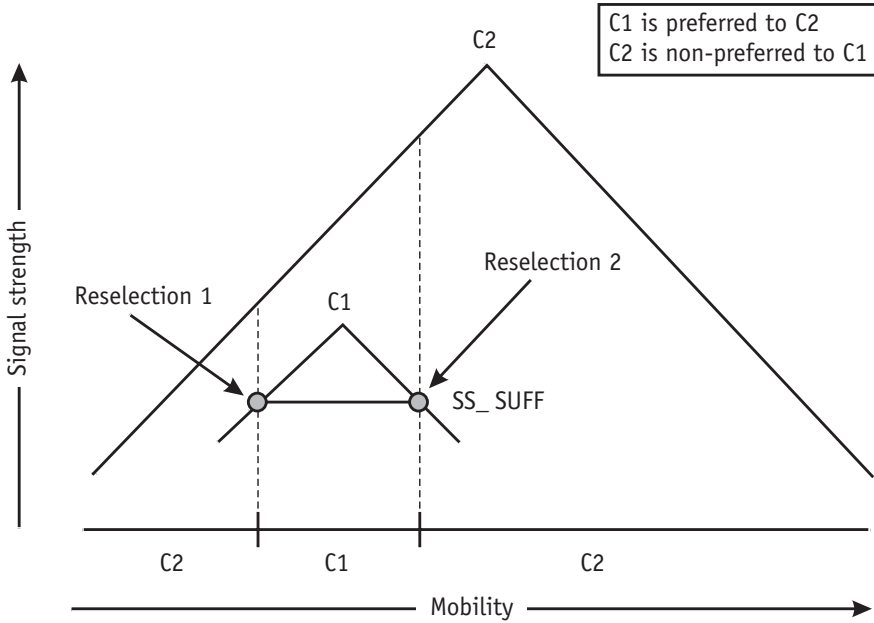 C1 is preferred to C2
C2 is non-preferred to C1
C2
Signal strength
Reselection 1
C1
Reselection 2
SS_ SUFF
C2
C1
C2
Mobility